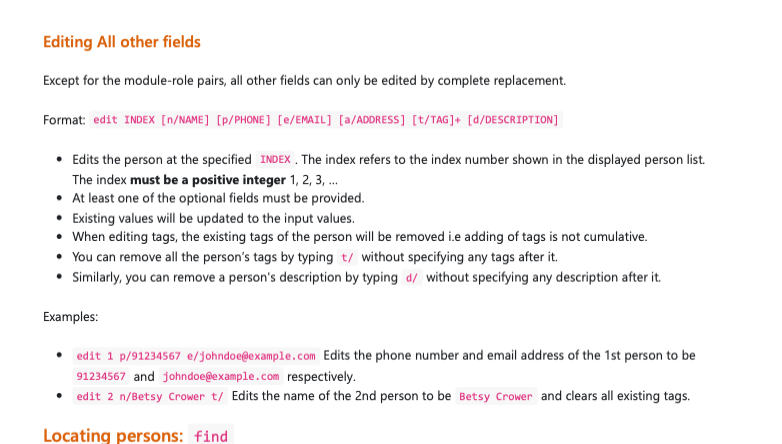 Editing All other fields
Except for the module-role pairs, all other fields can only be edited by complete replacement.
Format: edit INDEX [n/NAME] [p/PHONE] [e/EMAIL] [a/ADDRESS] [t/TAG]+ [d/DESCRIPTION]
• Edits the person at the specified INDEX . The index refers to the index number shown in the displayed person list.
The index must be a positive integer 1, 2, 3, …
• At least one of the optional fields must be provided.
• Existing values will be updated to the input values.
• When editing tags, the existing tags of the person will be removed i.e adding of tags is not cumulative.
• You can remove all the person’s tags by typing t/ without specifying any tags after it.
• Similarly, you can remove a person's description by typing d/ without specifying any description after it.
Examples:
• edit 1 p/91234567 e/johndoe@example.com Edits the phone number and email address of the 1st person to be
91234567 and johndoe@example.com respectively.
• edit 2 n/Betsy Crower t/ Edits the name of the 2nd person to be Betsy Crower and clears all existing tags.
Locating persons: find